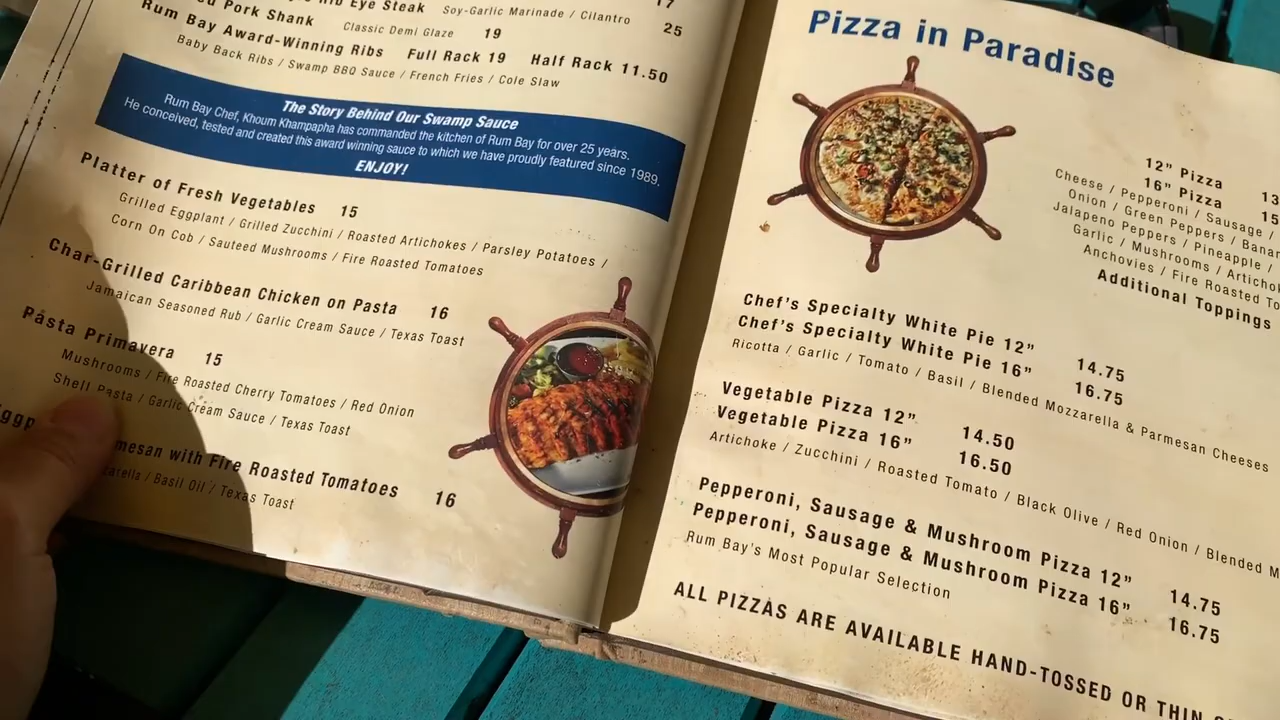 Rib Eye Steak Soy-Garlic Marinade / Cilantro 17
25
Pork Shank Classic Demi Glaze 19
Rum Bay Award-Winning Ribs Full Rack 19 Half Rack 11.50
Baby Back Ribs / Swamp BBQ Sauce / French Fries / Cole Slaw
The Story Behind Our Swamp Sauce
Rum Bay Chef, Khoum Khampapha has commanded the kitchen of Rum Bay for over 25 years.
He conceived, tested and created this award winning sauce to which we have proudly featured since 1989.
ENJOY!
Platter of Fresh Vegetables 15
Grilled Eggplant / Grilled Zucchini / Roasted Artichokes / Parsley Potatoes /
Corn On Cob / Sauteed Mushrooms / Fire Roasted Tomatoes
Char-Grilled Caribbean Chicken on Pasta 16
Jamaican Seasoned Rub / Garlic Cream Sauce / Texas Toast
Pasta Primavera 15
Mushrooms / Fire Roasted Cherry Tomatoes / Red Onion
Shell Pasta / Garlic Cream Sauce / Texas Toast
with Fire Roasted Tomatoes 16
/ Basil Oil / Texas Toast
Pizza in Paradise
12" Pizza 13
16" Pizza 15
Cheese / Pepperoni / Sausage /
Onion / Green Peppers /
Jalapeno Peppers / Pineapple /
Garlic / Mushrooms /
Anchovies / Fire Roasted
Additional Toppings
Chef's Specialty White Pie 12" 14.75
Chef's Specialty White Pie 16" 16.75
Ricotta / Garlic / Tomato / Basil / Blended Mozzarella & Parmesan Cheeses
Vegetable Pizza 12" 14.50
Vegetable Pizza 16" 16.50
Artichoke / Zucchini / Roasted Tomato / Black Olive / Red Onion / Blended
Pepperoni, Sausage & Mushroom Pizza 12" 14.75
Pepperoni, Sausage & Mushroom Pizza 16" 16.75
Rum Bay's Most Popular Selection
ALL PIZZAS ARE AVAILABLE HAND-TOSSED OR THIN